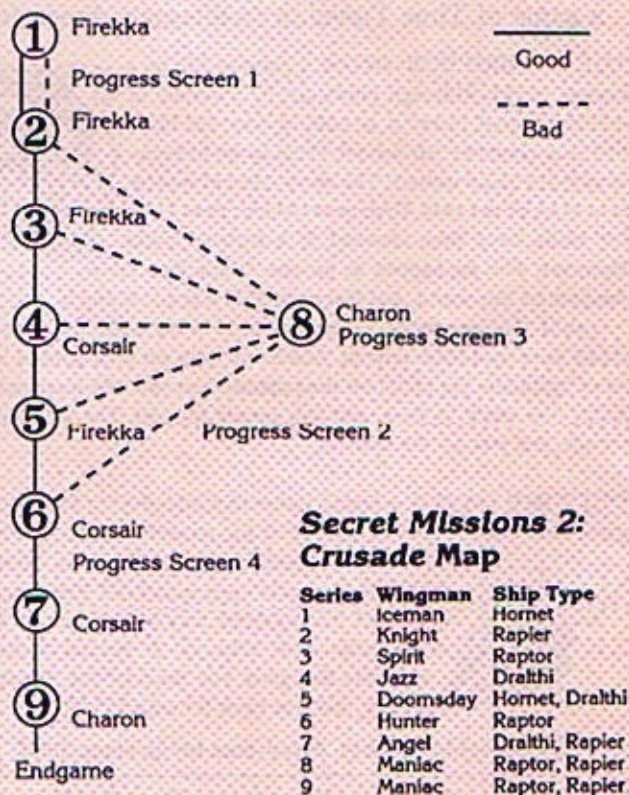 1 Firekka
Progress Screen 1
2 Firekka
Good
Bad
3 Firekka
4
Corsair
8 Charon
Progress Screen 3
5
Firekka
Progress Screen 2
6
Corsair
Progress Screen 4
7 Corsair
9 Charon
Endgame
Secret Missions 2:
Crusade Map
Series Wingman Ship Type
1 Iceman Hornet
2 Knight Rapier
3 Spirit Raptor
4 Jazz Dralthi
5 Doomsday Hornet, Dralthi
6 Hunter Raptor
7 Angel Dralthi, Rapier
8 Maniac Raptor, Rapier
9 Maniac Raptor, Rapier